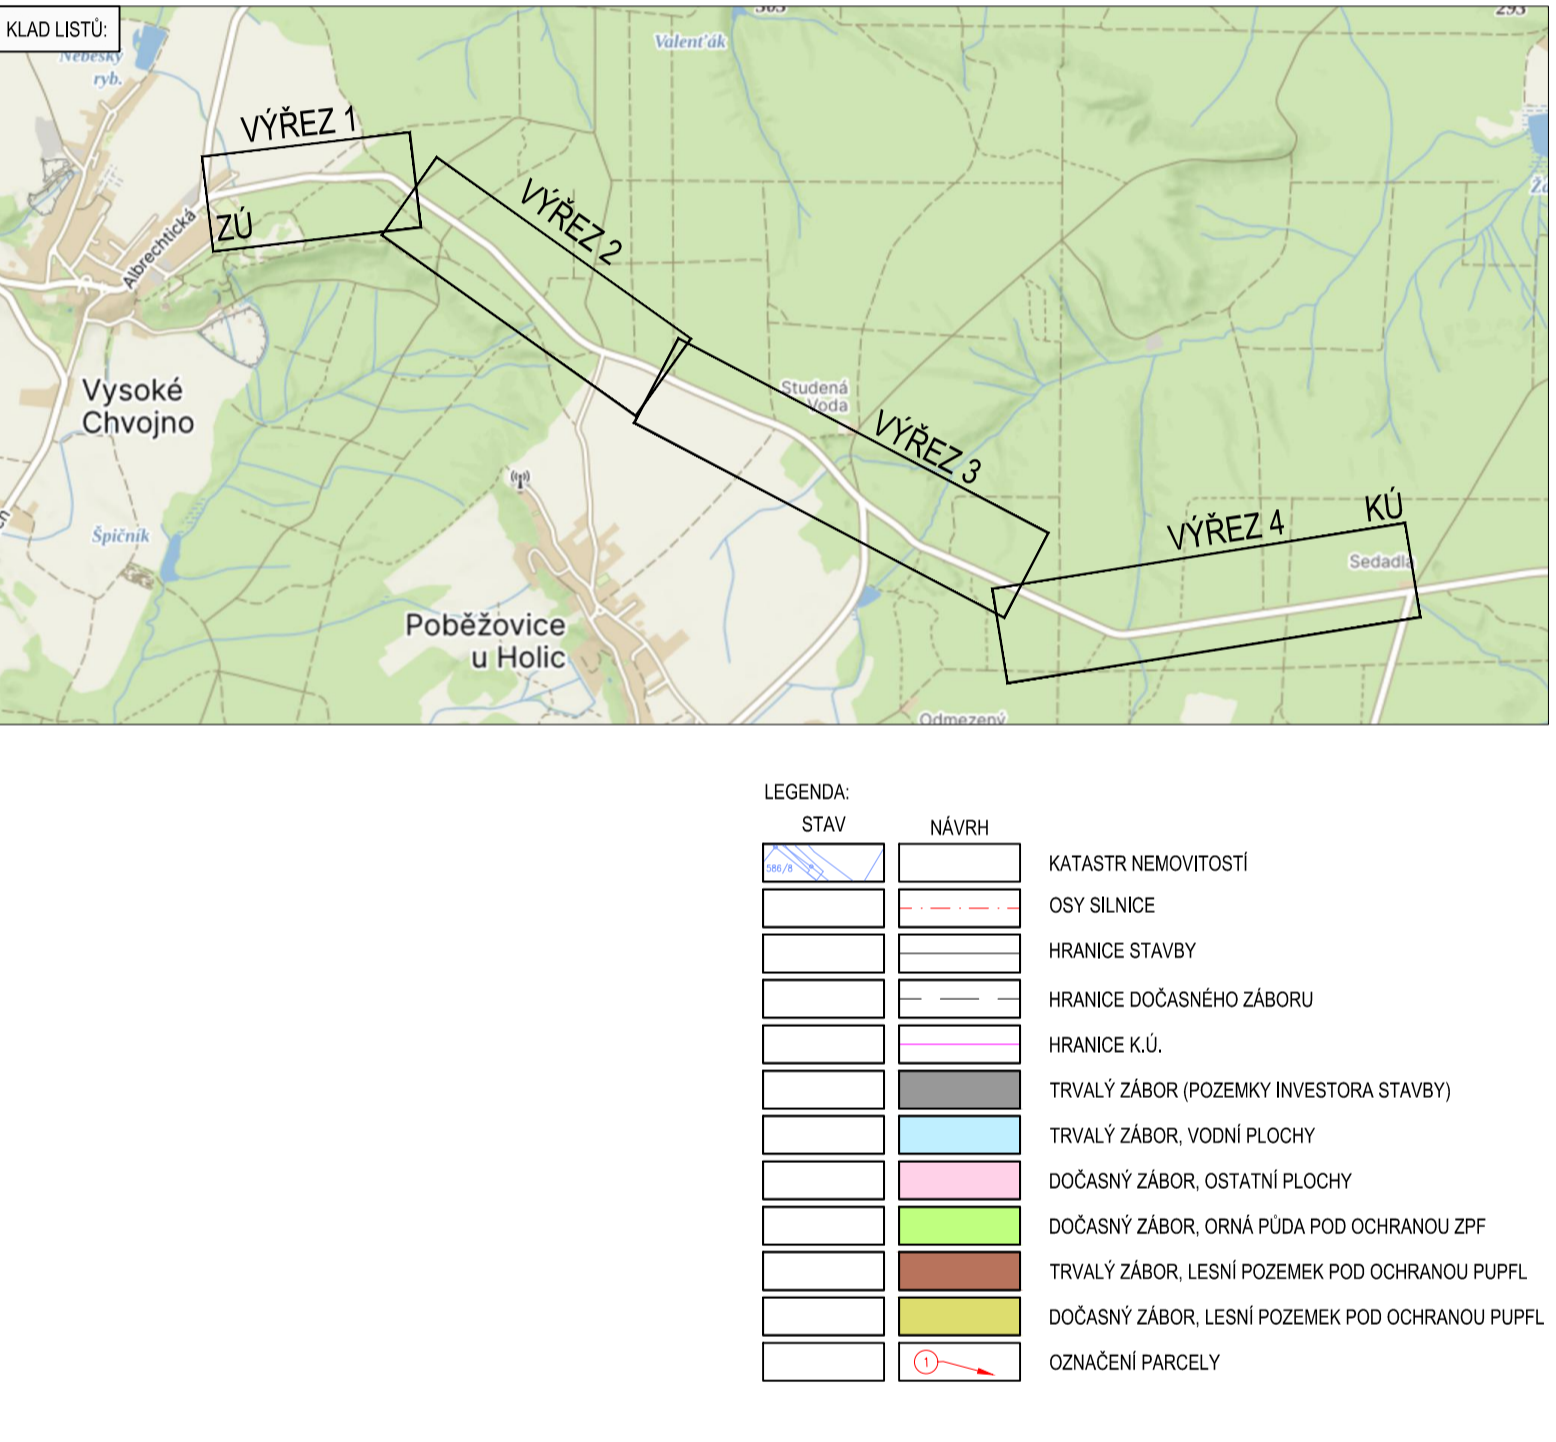 KLAD LISTŮ:
303
293
Nebeský
ryb.
Valenťák
VÝŘEZ 1
ZÚ
Albrechtická
VÝŘEZ 2
Vysoké
Chvojno
Studená
Voda
VÝŘEZ 3
Špičník
VÝŘEZ 4
KÚ
Sedadla
Poběžovice
u Holic
Odmezený
LEGENDA:
STAV
NÁVRH
586/8
KATASTR NEMOVITOSTÍ
OSY SILNICE
HRANICE STAVBY
HRANICE DOČASNÉHO ZÁBORU
HRANICE K.Ú.
TRVALÝ ZÁBOR (POZEMKY INVESTORA STAVBY)
TRVALÝ ZÁBOR, VODNÍ PLOCHY
DOČASNÝ ZÁBOR, OSTATNÍ PLOCHY
DOČASNÝ ZÁBOR, ORNÁ PŮDA POD OCHRANOU ZPF
TRVALÝ ZÁBOR, LESNÍ POZEMEK POD OCHRANOU PUPFL
DOČASNÝ ZÁBOR, LESNÍ POZEMEK POD OCHRANOU PUPFL
1
OZNAČENÍ PARCELY